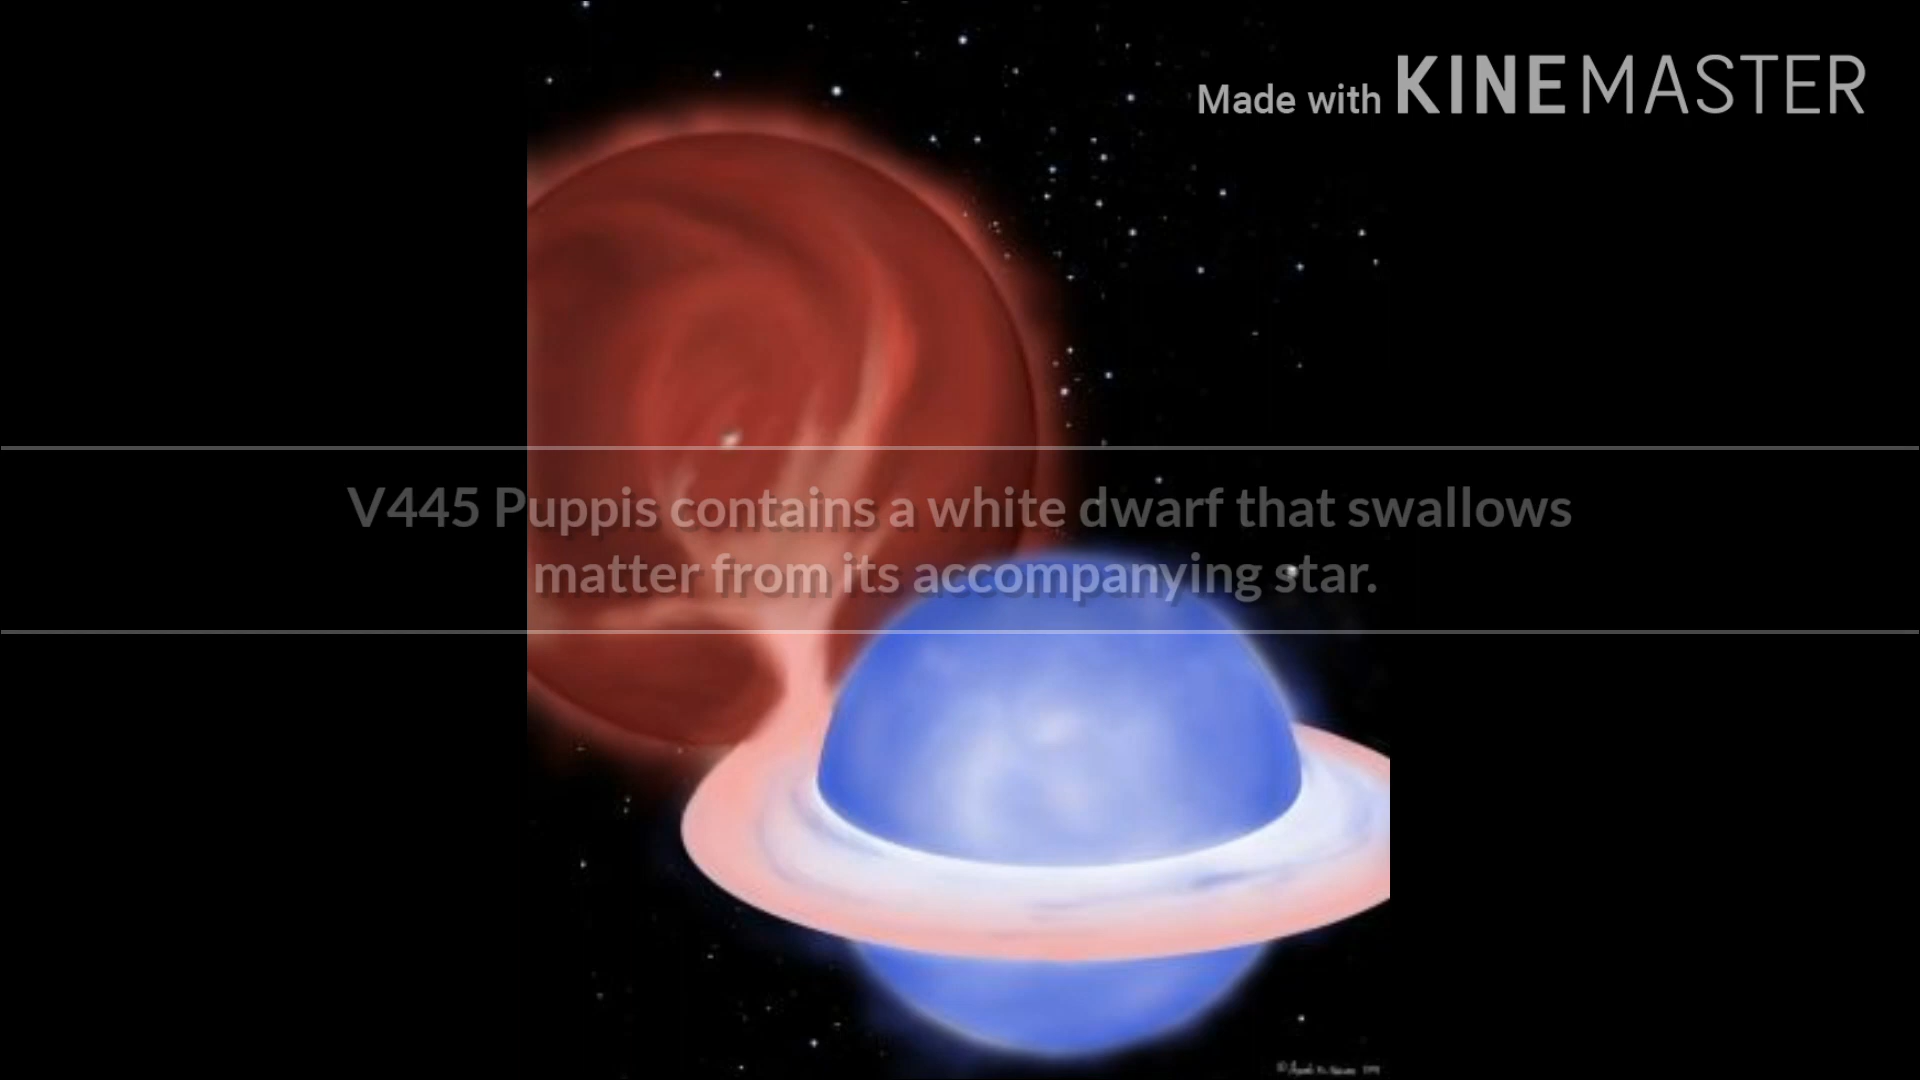 Made with KINEMASTER
V445 Puppis contains a white dwarf that swallows
matter from its accompanying star.